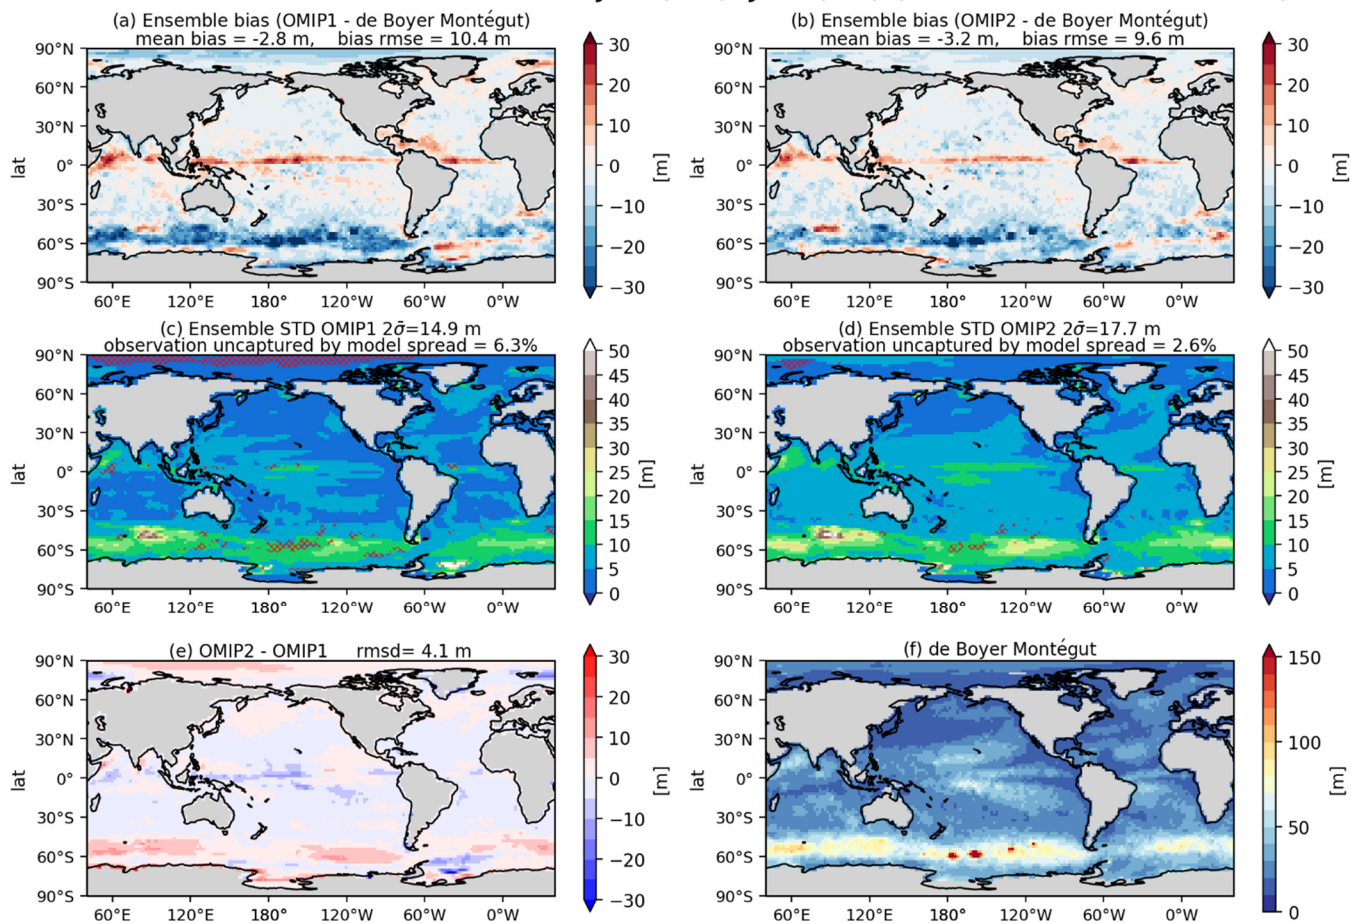 (a) Ensemble bias (OMIP1 - de Boyer Montégut)
mean bias = -2.8 m, bias rmse = 10.4 m
90°N
60°N
30°N
0°
30°S
60°S
90°S
lat
60°E 120°E 180° 120°W 60°W 0°W
30
20
10
0
−10
−20
−30
[m]
(b) Ensemble bias (OMIP2 - de Boyer Montégut)
mean bias = -3.2 m, bias rmse = 9.6 m
90°N
60°N
30°N
0°
30°S
60°S
90°S
lat
60°E 120°E 180° 120°W 60°W 0°W
30
20
10
0
−10
−20
−30
[m]
(c) Ensemble STD OMIP1 2σ̄=14.9 m
observation uncaptured by model spread = 6.3%
90°N
60°N
30°N
0°
30°S
60°S
90°S
lat
60°E 120°E 180° 120°W 60°W 0°W
50
45
40
35
30
25
20
15
10
5
0
[m]
(d) Ensemble STD OMIP2 2σ̄=17.7 m
observation uncaptured by model spread = 2.6%
90°N
60°N
30°N
0°
30°S
60°S
90°S
lat
60°E 120°E 180° 120°W 60°W 0°W
50
45
40
35
30
25
20
15
10
5
0
[m]
(e) OMIP2 - OMIP1 rmsd= 4.1 m
90°N
60°N
30°N
0°
30°S
60°S
90°S
lat
60°E 120°E 180° 120°W 60°W 0°W
30
20
10
0
−10
−20
−30
[m]
(f) de Boyer Montégut
90°N
60°N
30°N
0°
30°S
60°S
90°S
lat
60°E 120°E 180° 120°W 60°W 0°W
150
100
50
0
[m]